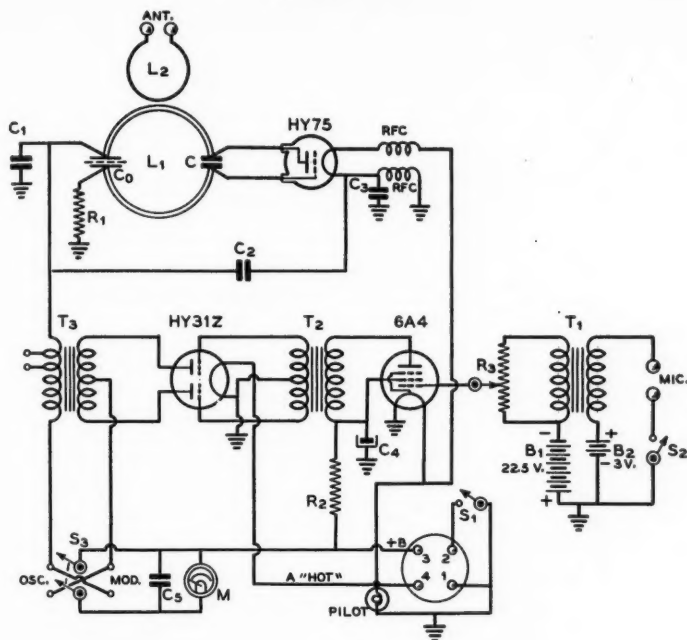 ANT.
L2
C1
L1
C0
C
R1
HY75
RFC
RFC
C3
C2
T3
HY31Z
T2
6A4
T1
R3
MIC.
B1
22.5 V.
B2
3V.
S2
C4
R2
S1
S3
OSC.
MOD.
C5
M
+B
A "HOT"
PILOT
3
2
4
1